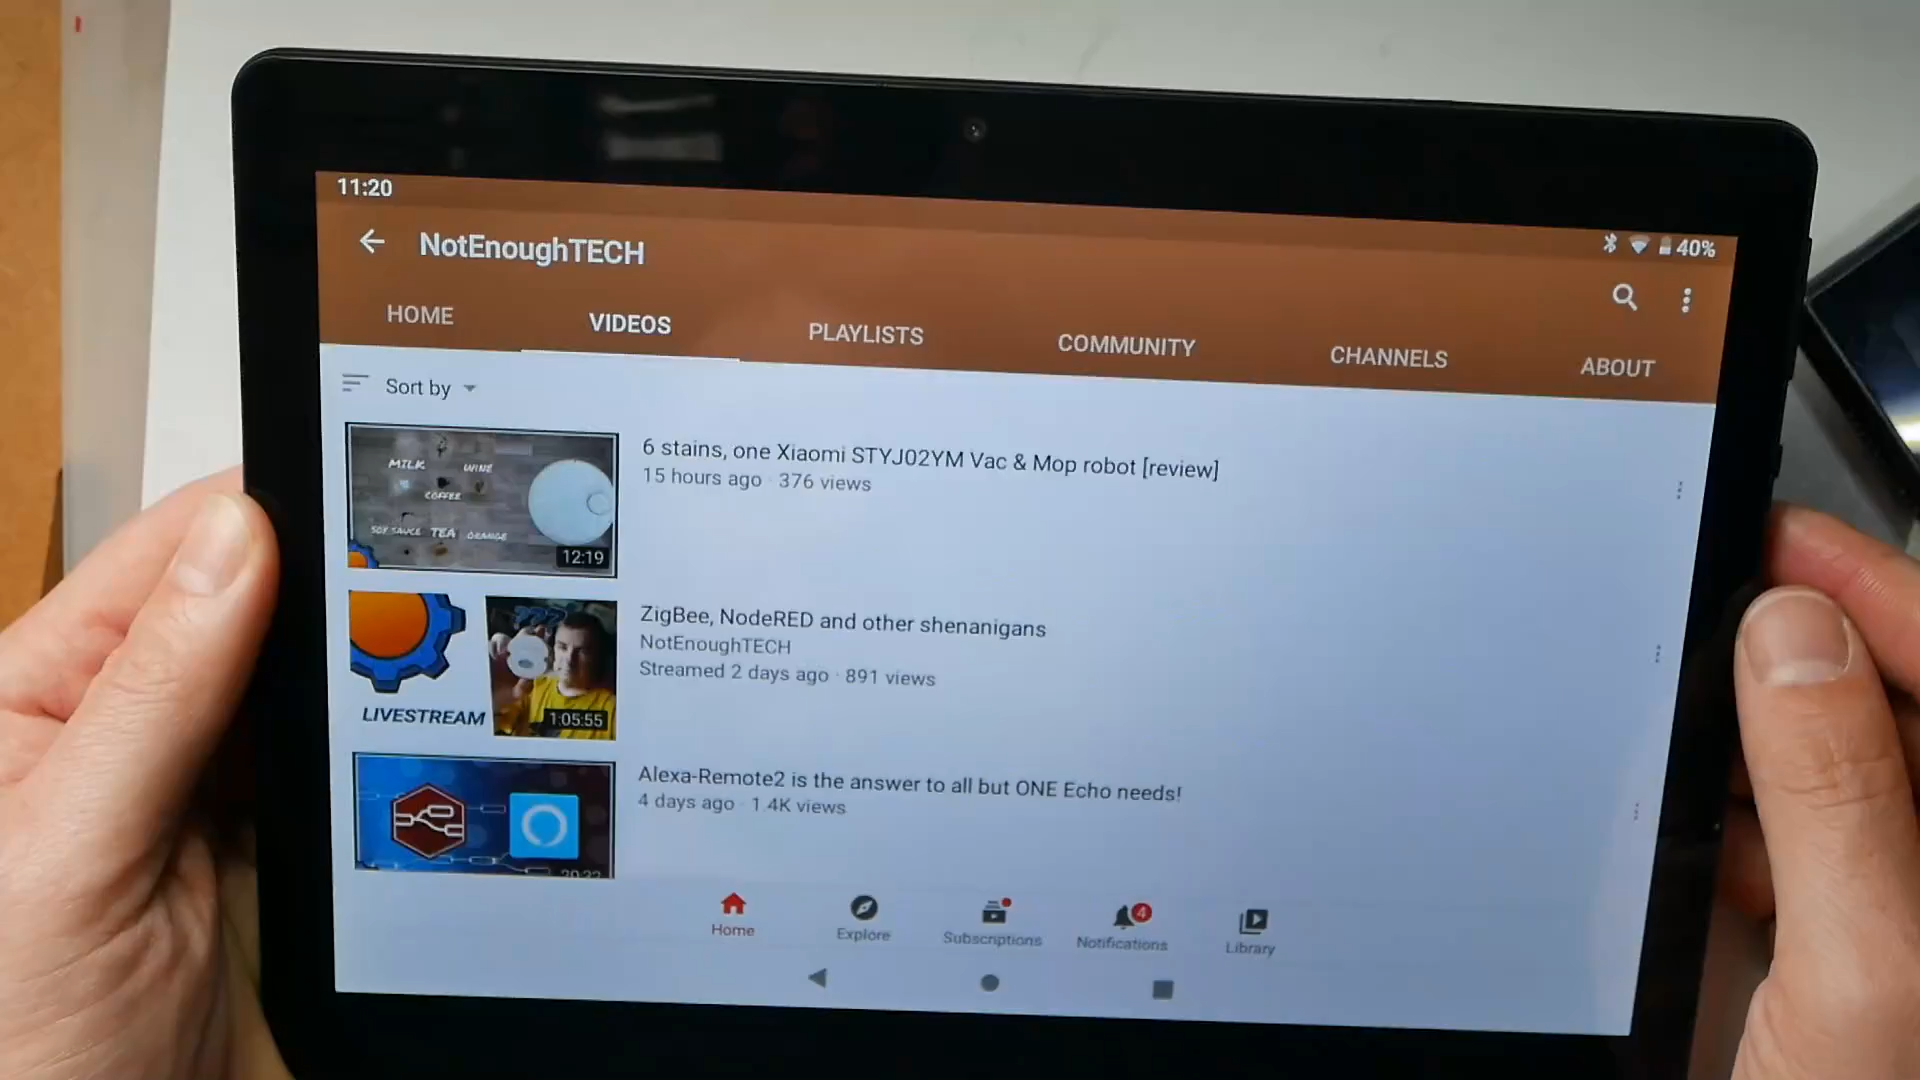 11:20
40%
NotEnoughTECH
HOME VIDEOS PLAYLISTS COMMUNITY CHANNELS ABOUT
Sort by
MILK WINE
COFFEE
SOY SAUCE TEA ORANGE
12:19
6 stains, one Xiaomi STYJ02YM Vac & Mop robot [review]
15 hours ago · 376 views
???
LIVESTREAM
1:05:55
ZigBee, NodeRED and other shenanigans
NotEnoughTECH
Streamed 2 days ago · 891 views
Alexa-Remote2 is the answer to all but ONE Echo needs!
4 days ago · 1.4K views
4
Home Explore Subscriptions Notifications Library